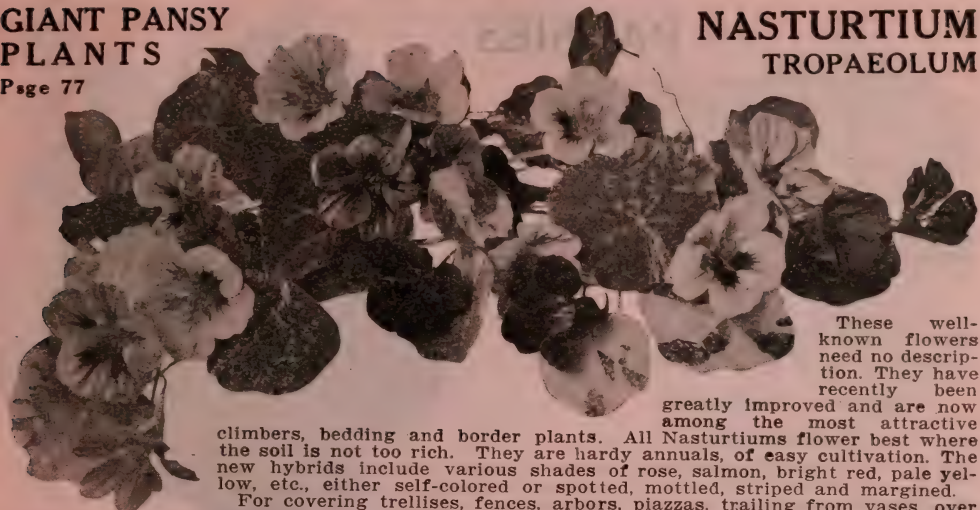 GIANT PANSY
PLANTS
Page 77
NASTURTIUM
TROPAEOLUM
These well-
known flowers
need no descrip-
tion. They have
recently been
greatly improved and are now
among the most attractive
climbers, bedding and border plants. All Nasturtiums flower best where
the soil is not too rich. They are hardy annuals, of easy cultivation. The
new hybrids include various shades of rose, salmon, bright red, pale yel-
low, etc., either self-colored or spotted, mottled, striped and margined.
For covering trellises, fences, arbors, piazzas, trailing from vases, over